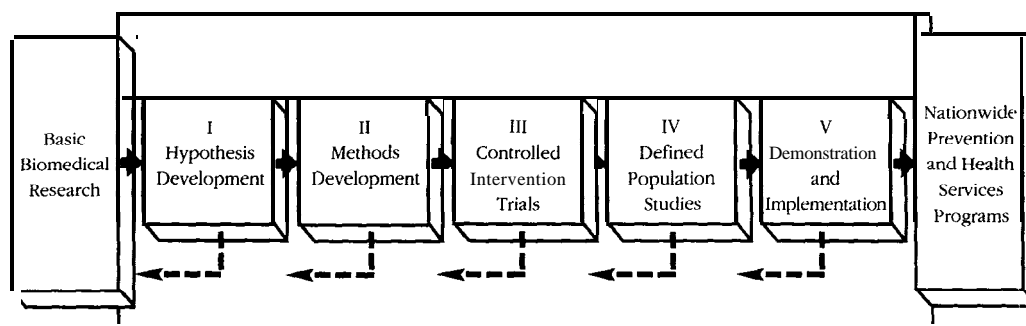 Basic
Biomedical
Research
I
Hypothesis
Development
II
Methods
Development
III
Controlled
Intervention
Trials
IV
Defined
Population
Studies
V
Demonstration
and
Implementation
Nationwide
Prevention
and Health
Services
Programs